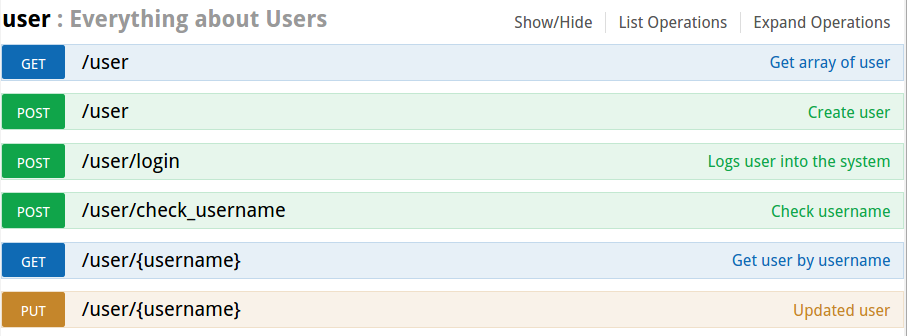 user : Everything about Users Show/Hide List Operations Expand Operations
GET /user Get array of user
POST /user Create user
POST /user/login Logs user into the system
POST /user/check_username Check username
GET /user/{username} Get user by username
PUT /user/{username} Updated user